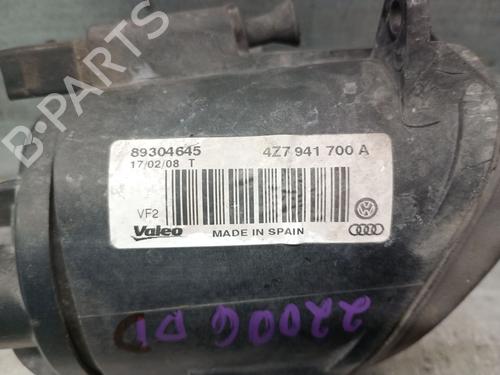 89304645 4Z7 941 700 A
17/02/08 T
VF2
Valeo MADE IN SPAIN
B-PARTS